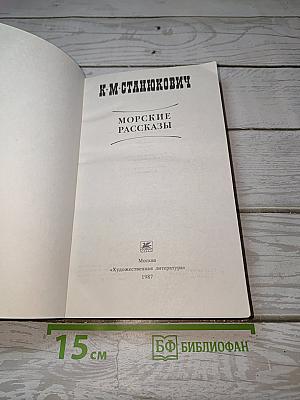 К·М·СТАНЮКОВИЧ
МОРСКИЕ
РАССКАЗЫ
Москва
«Художественная литература»
1987
15 см
БФ БИБЛИОФАН